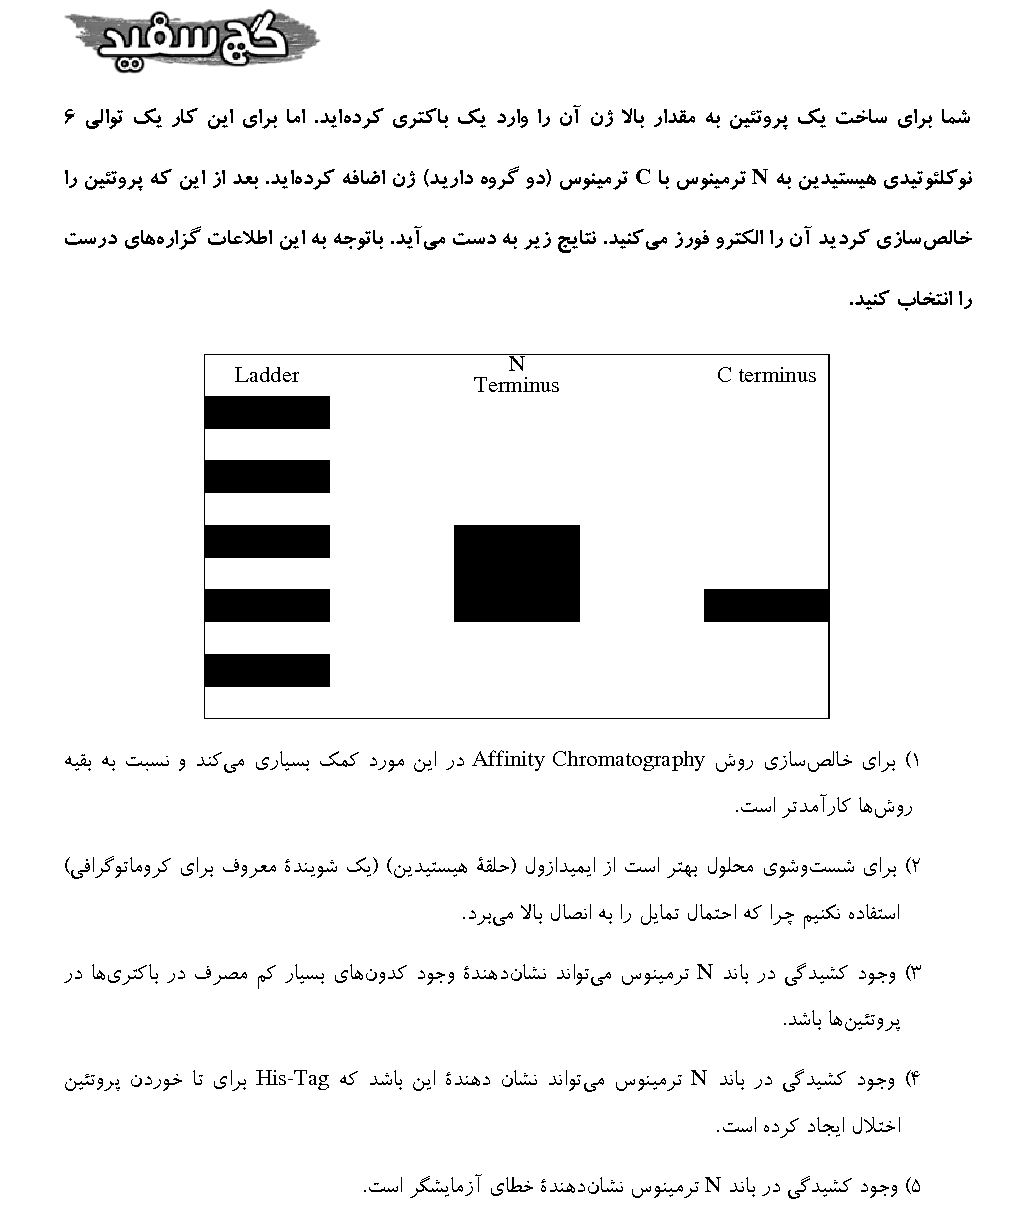 گچ سفید
شما برای ساخت یک پروتئین به مقدار بالا ژن آن را وارد یک باکتری کرده‌اید. اما برای این کار یک توالی ۶
نوکلئوتیدی هیستیدین به N ترمینوس با C ترمینوس (دو گروه دارید) ژن اضافه کرده‌اید. بعد از این که پروتئین را
خالص‌سازی کردید آن را الکترو فورز می‌کنید. نتایج زیر به دست می‌آید. باتوجه به این اطلاعات گزاره‌های درست
را انتخاب کنید.
Ladder
N
Terminus
C terminus
۱) برای خالص‌سازی روش Affinity Chromatography در این مورد کمک بسیاری می‌کند و نسبت به بقیه
روش‌ها کارآمدتر است.
۲) برای شست‌وشوی محلول بهتر است از ایمیدازول (حلقهٔ هیستیدین) (یک شویندهٔ معروف برای کروماتوگرافی)
استفاده نکنیم چرا که احتمال تمایل را به انصال بالا می‌برد.
۳) وجود کشیدگی در باند N ترمینوس می‌تواند نشان‌دهندهٔ وجود کدون‌های بسیار کم مصرف در باکتری‌ها در
پروتئین‌ها باشد.
۴) وجود کشیدگی در باند N ترمینوس می‌تواند نشان دهندهٔ این باشد که His-Tag برای تا خوردن پروتئین
اختلال ایجاد کرده است.
۵) وجود کشیدگی در باند N ترمینوس نشان‌دهندهٔ خطای آزمایشگر است.